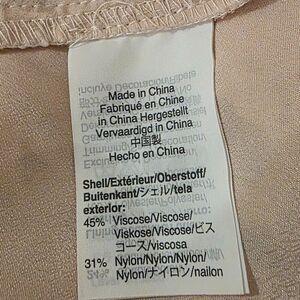 Made in China
Fabriqué en Chine
in China Hergestellt
Vervaardigd in China
中国製
Hecho en China
Shell/Extérieur/Oberstoff/
Buitenkant/シェル/tela
exterior:
45% Viscose/Viscose/
Viskose/Viscose/ビス
コース/viscosa
31% Nylon/Nylon/Nylon/
Nylon/ナイロン/nailon